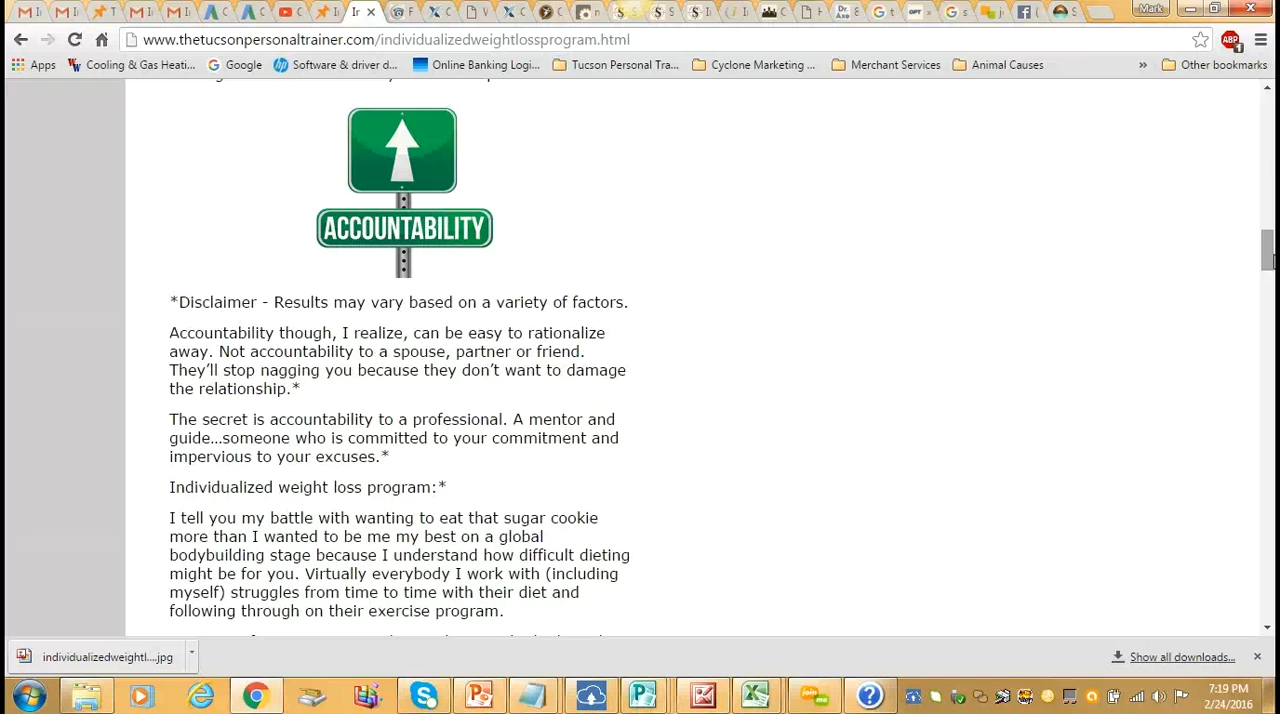 Mark
www.thetucsonpersonaltrainer.com/individualizedweightlossprogram.html
ABP
1
Apps
Cooling & Gas Heati...
Google
Software & driver d...
Online Banking Logi...
Tucson Personal Tra...
Cyclone Marketing ...
Merchant Services
Animal Causes
»
Other bookmarks
ACCOUNTABILITY
*Disclaimer - Results may vary based on a variety of factors.
Accountability though, I realize, can be easy to rationalize
away. Not accountability to a spouse, partner or friend.
They’ll stop nagging you because they don’t want to damage
the relationship.*
The secret is accountability to a professional. A mentor and
guide…someone who is committed to your commitment and
impervious to your excuses.*
Individualized weight loss program:*
I tell you my battle with wanting to eat that sugar cookie
more than I wanted to be me my best on a global
bodybuilding stage because I understand how difficult dieting
might be for you. Virtually everybody I work with (including
myself) struggles from time to time with their diet and
following through on their exercise program.
individualizedweightl....jpg
Show all downloads...
7:19 PM
2/24/2016